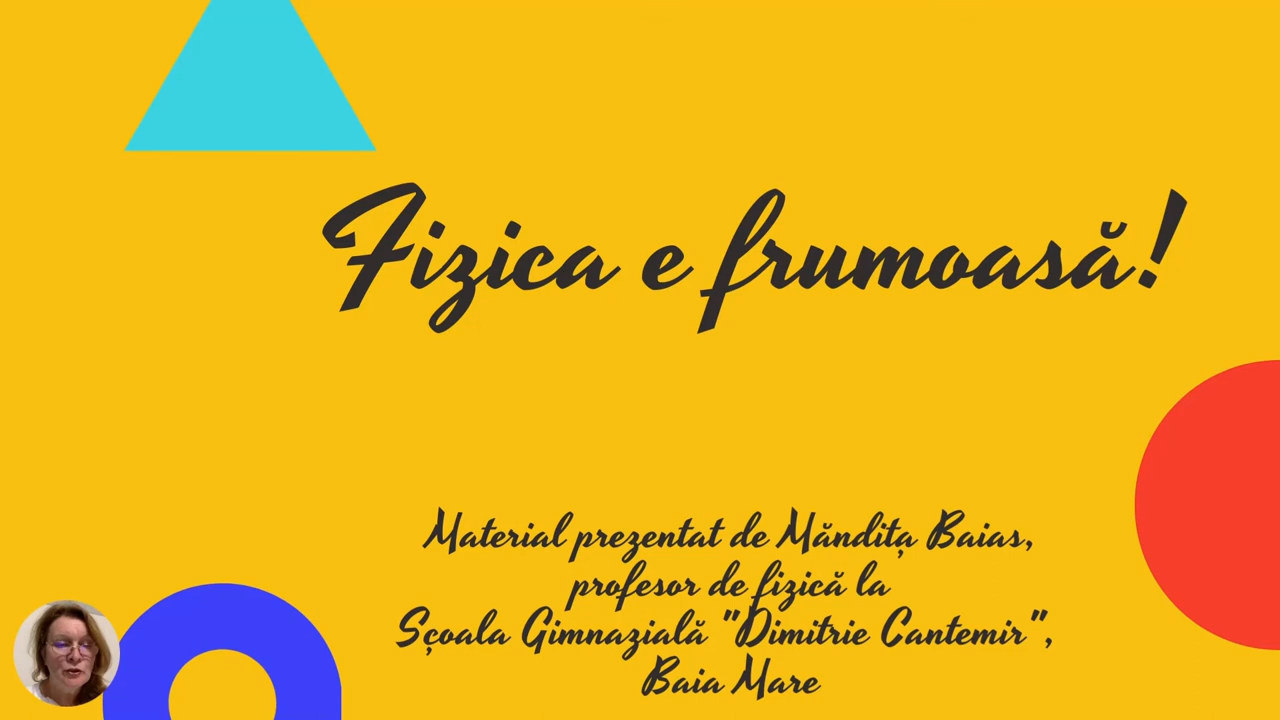 Fizica e frumoasă!
Material prezentat de Măndița Baias,
profesor de fizică la
Școala Gimnazială "Dimitrie Cantemir",
Baia Mare